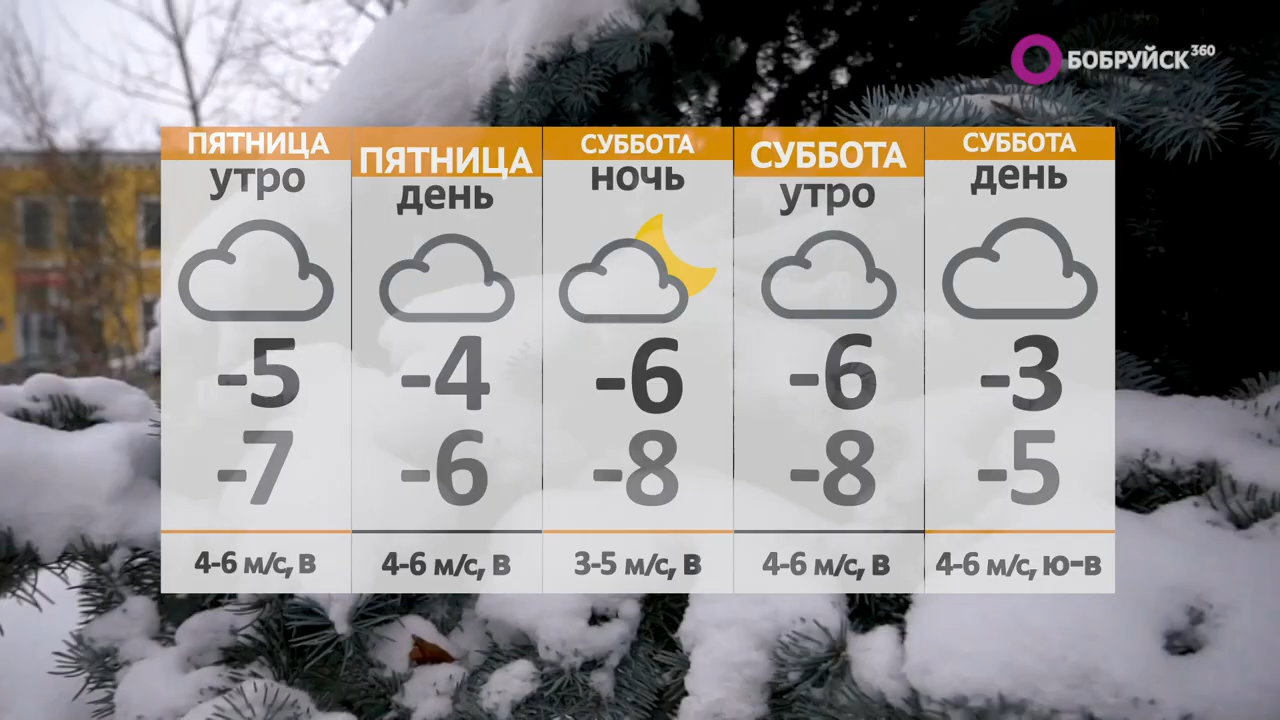 БОБРУЙСК360
ПЯТНИЦА
утро
-5
-7
4-6 м/с, В
ПЯТНИЦА
день
-4
-6
4-6 м/с, В
СУББОТА
ночь
-6
-8
3-5 м/с, В
СУББОТА
утро
-6
-8
4-6 м/с, В
СУББОТА
день
-3
-5
4-6 м/с, Ю-В